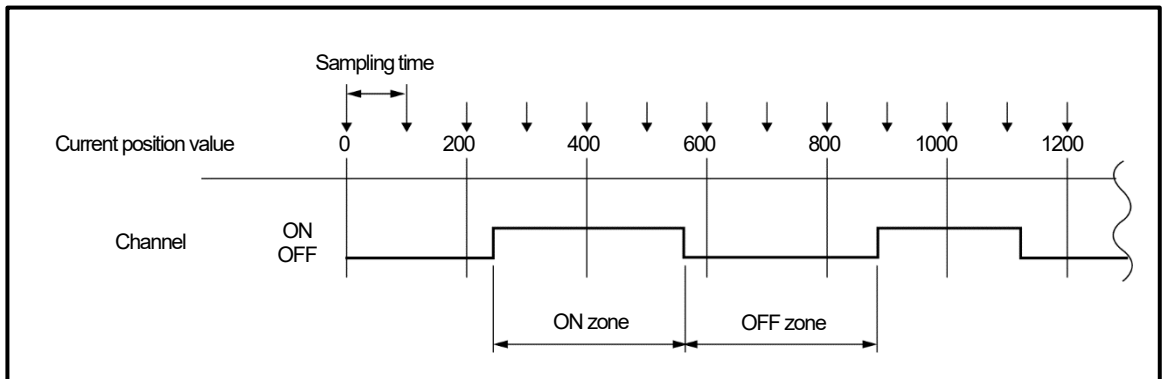 Sampling time
Current position value 0 200 400 600 800 1000 1200
Channel ON
OFF
ON zone OFF zone